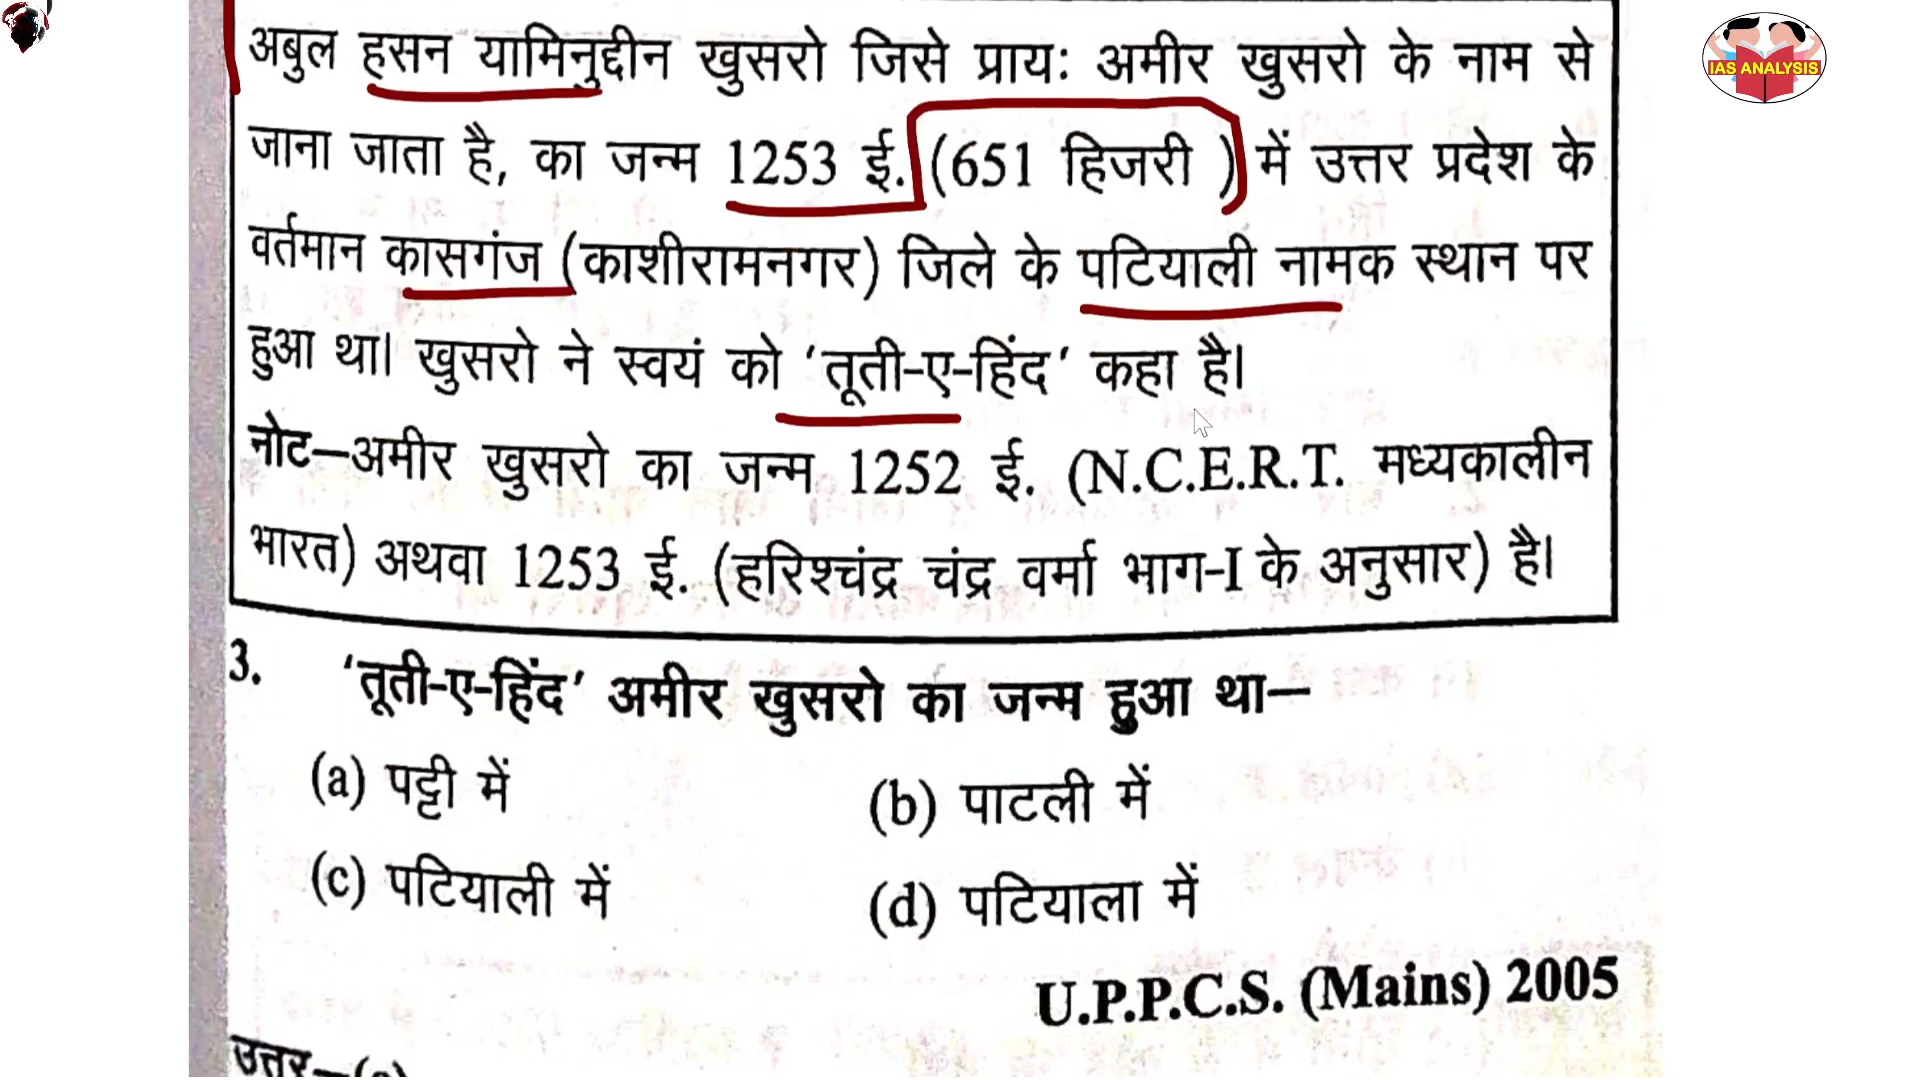 अबुल हसन यामिनुद्दीन खुसरो जिसे प्रायः अमीर खुसरो के नाम से
जाना जाता है, का जन्म 1253 ई. (651 हिजरी ) में उत्तर प्रदेश के
वर्तमान कासगंज (काशीरामनगर) जिले के पटियाली नामक स्थान पर
हुआ था। खुसरो ने स्वयं को ‘तूती-ए-हिंद’ कहा है।
नोट–अमीर खुसरो का जन्म 1252 ई. (N.C.E.R.T. मध्यकालीन
भारत) अथवा 1253 ई. (हरिश्चंद्र चंद्र वर्मा भाग-I के अनुसार) है।
3. ‘तूती-ए-हिंद’ अमीर खुसरो का जन्म हुआ था–
(a) पट्टी में (b) पाटली में
(c) पटियाली में (d) पटियाला में
U.P.P.C.S. (Mains) 2005
उत्तर–
IAS ANALYSIS